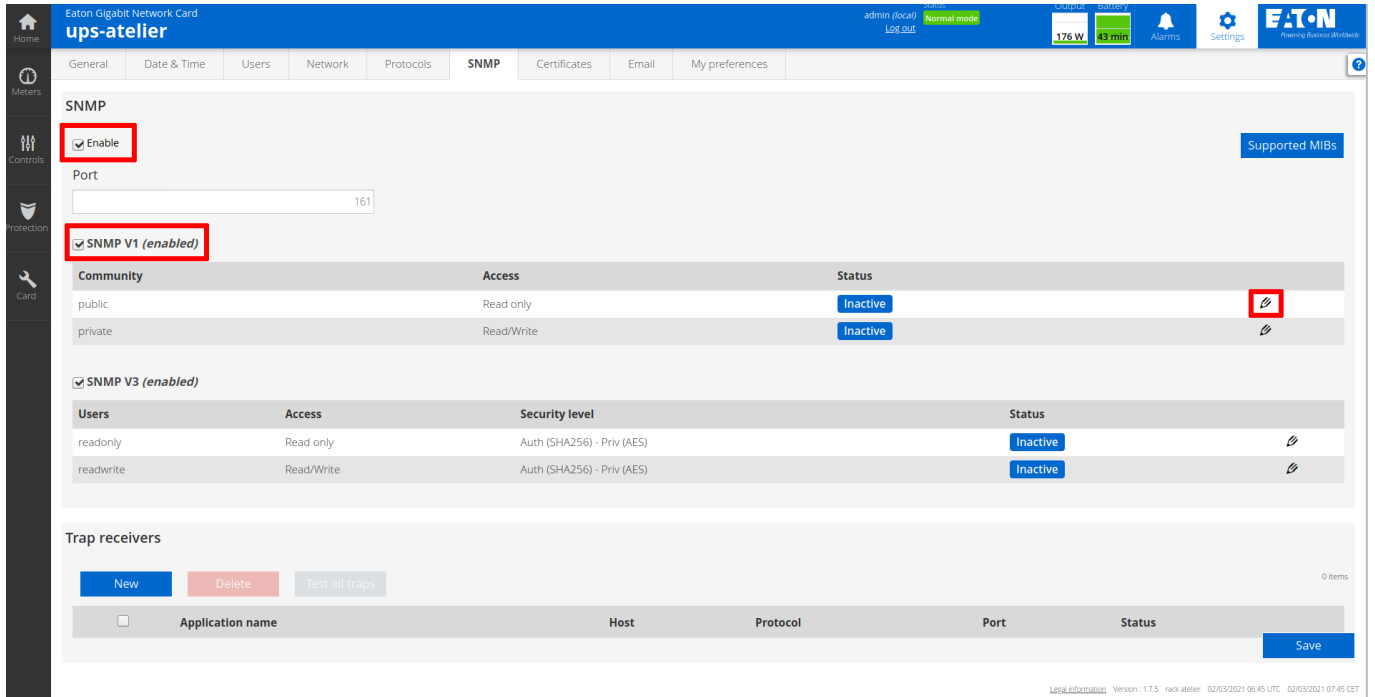 Eaton Gigabit Network Card
ups-atelier
admin (local)
Log out
Status
Normal mode
Output
176 W
Battery
43 min
Alarms
Settings
EATON
Powering Business Worldwide
Home
Meters
Controls
Protection
Card
General Date & Time Users Network Protocols SNMP Certificates Email My preferences
?
SNMP
Enable
Supported MIBs
Port
161
SNMP V1 (enabled)
Community Access Status
public Read only Inactive
private Read/Write Inactive
SNMP V3 (enabled)
Users Access Security level Status
readonly Read only Auth (SHA256) - Priv (AES) Inactive
readwrite Read/Write Auth (SHA256) - Priv (AES) Inactive
Trap receivers
New Delete Test all traps
0 items
Application name Host Protocol Port Status
Save
Legal information Version : 1.7.5 rack atelier 02/03/2021 06:45 UTC 02/03/2021 07:45 CET